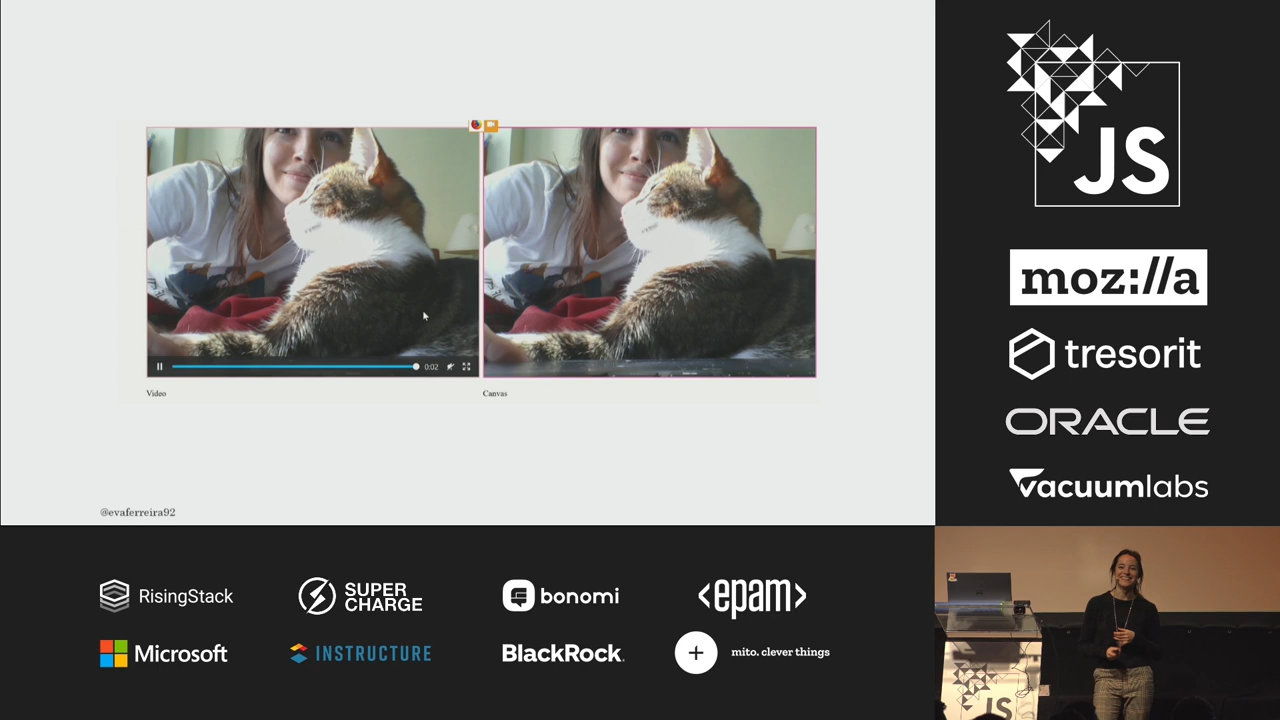 0:02
Video
Canvas
@evaferreira92
JS
moz://a
tresorit
ORACLE
vacuumlabs
RisingStack
SUPER
CHARGE
bonomi
<epam>
Microsoft
INSTRUCTURE
BlackRock.
mito. clever things
JS